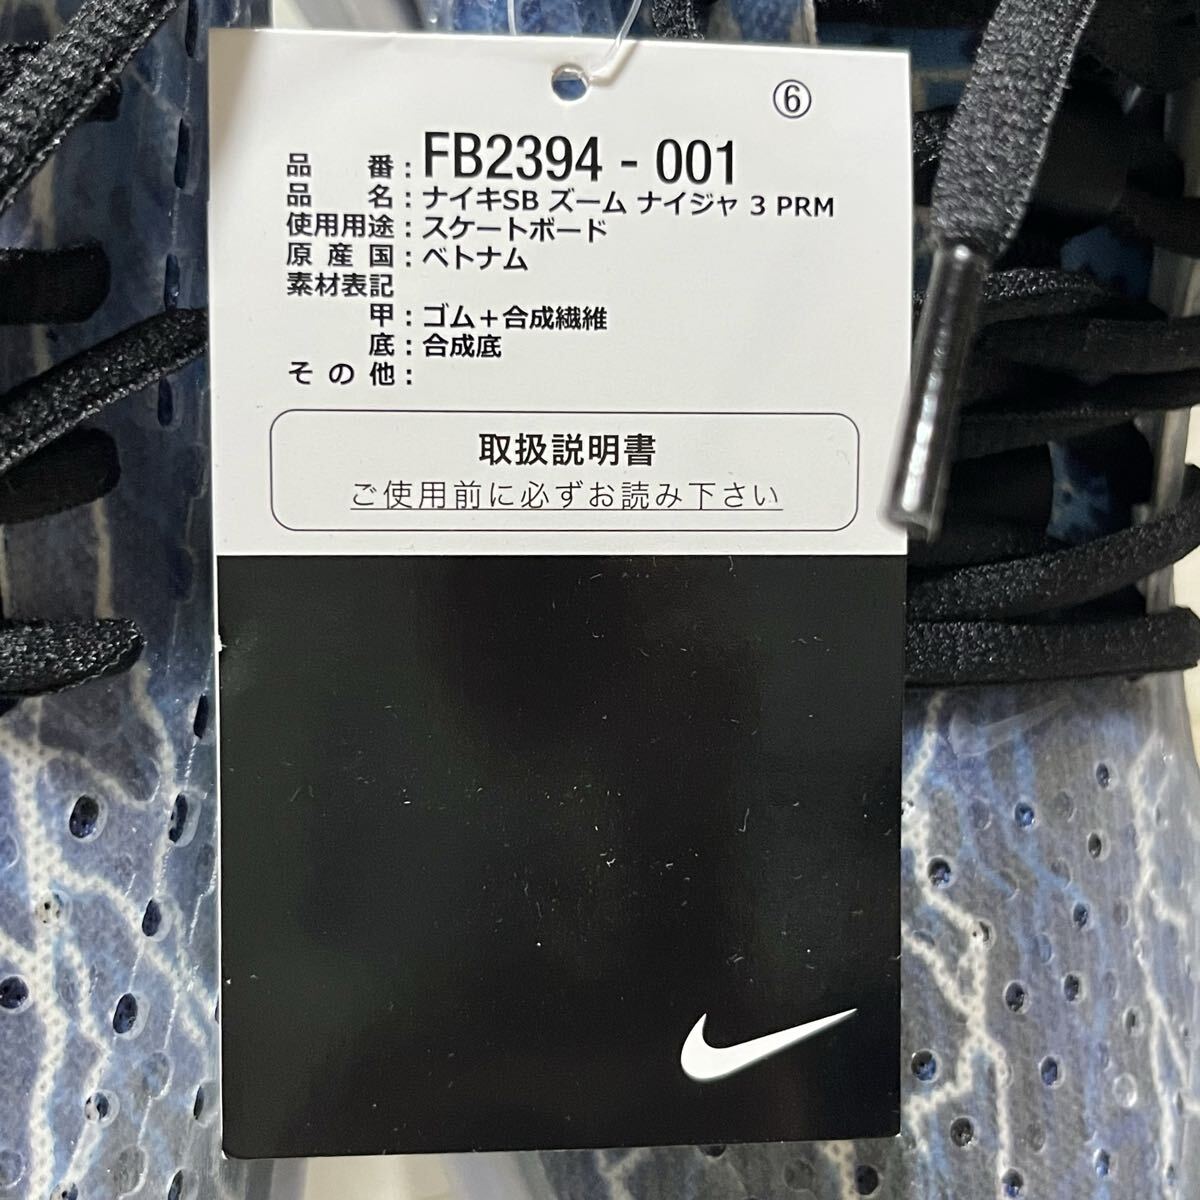 ⑥
品番：FB2394 - 001
品名：ナイキSB ズーム ナイジャ 3 PRM
使用用途：スケートボード
原産国：ベトナム
素材表記
甲：ゴム＋合成繊維
底：合成底
その他：
取扱説明書
ご使用前に必ずお読み下さい